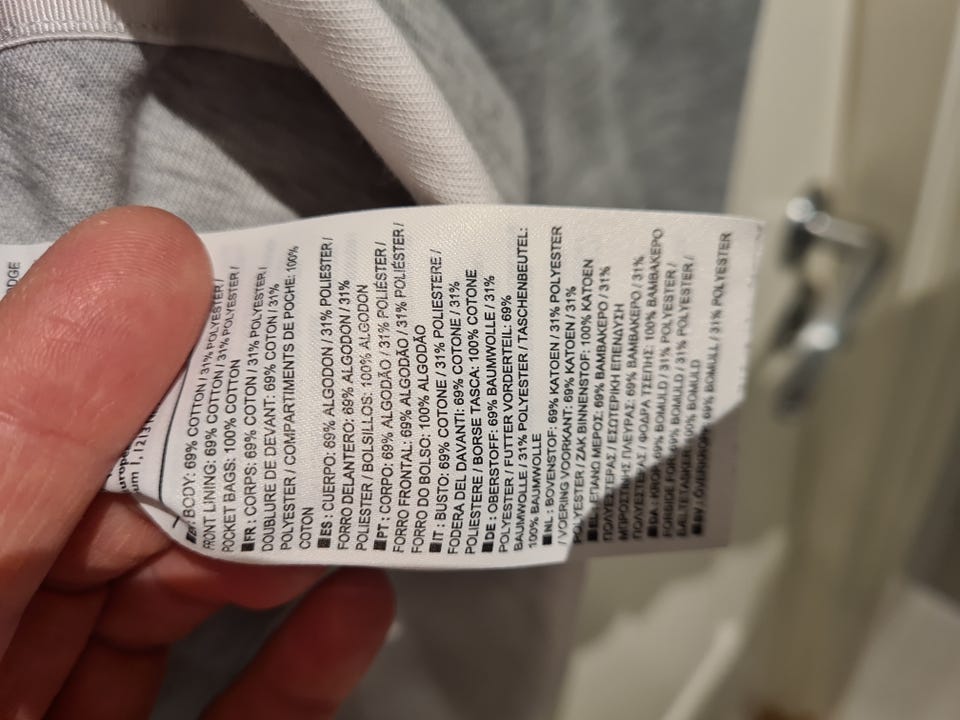 ODGE
BODY: 69% COTTON / 31% POLYESTER /
FRONT LINING: 69% COTTON / 31% POLYESTER /
POCKET BAGS: 100% COTTON
■FR : CORPS: 69% COTON / 31% POLYESTER /
DOUBLURE DE DEVANT: 69% COTON / 31%
POLYESTER / COMPARTIMENTS DE POCHE: 100%
COTON
■ES : CUERPO: 69% ALGODON / 31% POLIESTER /
FORRO DELANTERO: 69% ALGODON / 31%
POLIESTER / BOLSILLOS: 100% ALGODON
■PT : CORPO: 69% ALGODÃO / 31% POLIÉSTER /
FORRO FRONTAL: 69% ALGODÃO / 31% POLIÉSTER /
FORRO DO BOLSO: 100% ALGODÃO
■IT : BUSTO: 69% COTONE / 31% POLIESTERE /
FODERA DEL DAVANTI: 69% COTONE / 31%
POLIESTERE / BORSE TASCA: 100% COTONE
■DE : OBERSTOFF: 69% BAUMWOLLE / 31%
POLYESTER / FUTTER VORDERTEIL: 69%
BAUMWOLLE / 31% POLYESTER / TASCHENBEUTEL:
100% BAUMWOLLE
■NL : BOVENSTOF: 69% KATOEN / 31% POLYESTER
/ VOERING VOORKANT: 69% KATOEN / 31%
POLYESTER / ZAK BINNENSTOF: 100% KATOEN
■EL: ΕΠΑΝΩ ΜΕΡΟΣ: 69% ΒΑΜΒΑΚΕΡΟ / 31%
ΠΟΛΥΕΣΤΕΡΑΣ / ΕΣΩΤΕΡΙΚΗ ΕΠΕΝΔΥΣΗ
ΜΠΡΟΣΤΙΝΗΣ ΠΛΕΥΡΑΣ: 69% ΒΑΜΒΑΚΕΡΟ / 31%
ΠΟΛΥΕΣΤΕΡΑΣ / ΦΟΔΡΑ ΤΣΕΠΗΣ: 100% ΒΑΜΒΑΚΕΡΟ
■DA : KROP: 69% BOMULD / 31% POLYESTER /
FORSIDE FOR: 69% BOMULD / 31% POLYESTER /
100% BOMULD
■SV : 69% BOMULL / 31% POLYESTER